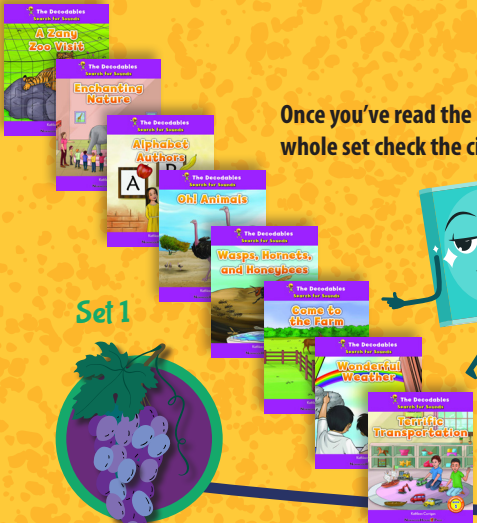 The Decodables
Search for Sounds
A Zany
Zoo Visit
The Decodables
Search for Sounds
Enchanting
Nature
The Decodables
Search for Sounds
Alphabet
Authors
A
The Decodables
Search for Sounds
Oh! Animals
The Decodables
Search for Sounds
Wasps, Hornets,
and Honeybees
The Decodables
Search for Sounds
Come to
the Farm
The Decodables
Search for Sounds
Wonderful
Weather
The Decodables
Search for Sounds
Terrific
Transportation
1
Once you've read the
whole set check the ci
Set 1